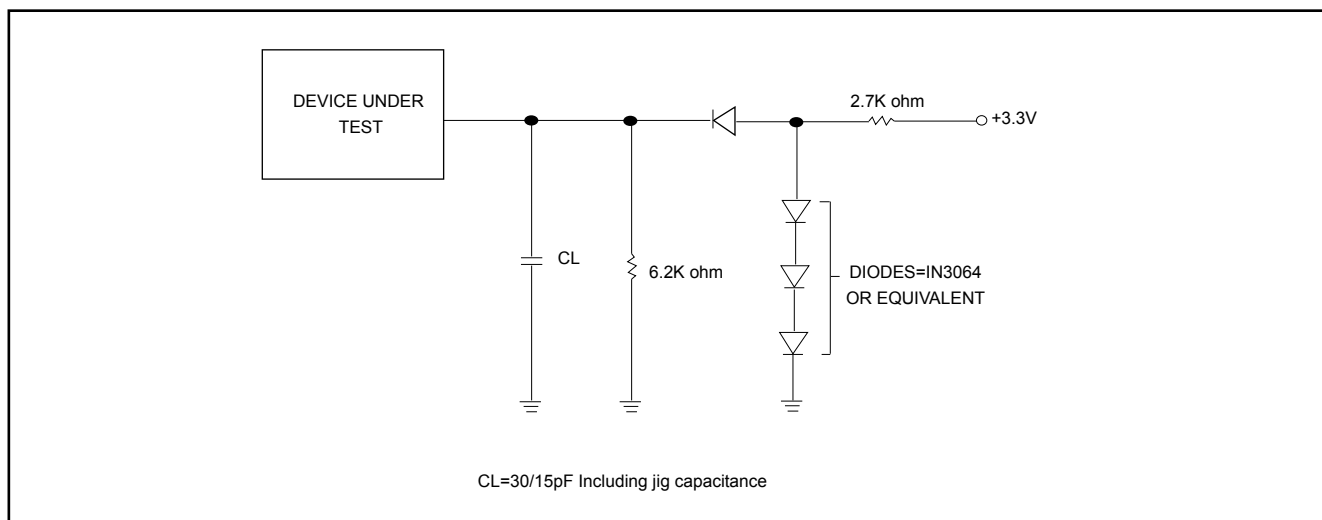 DEVICE UNDER
TEST
2.7K ohm
+3.3V
CL
6.2K ohm
DIODES=IN3064
OR EQUIVALENT
CL=30/15pF Including jig capacitance